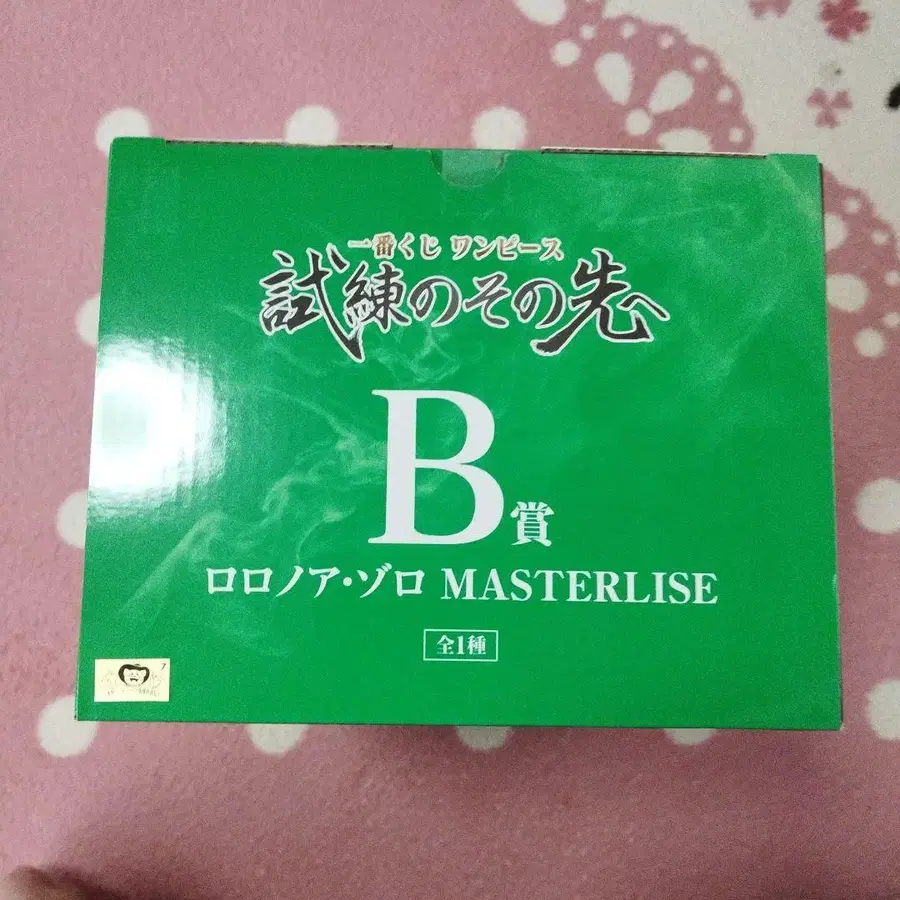 一番くじ ワンピース
試練のその先へ
B賞
ロロノア・ゾロ MASTERLISE
全1種
7